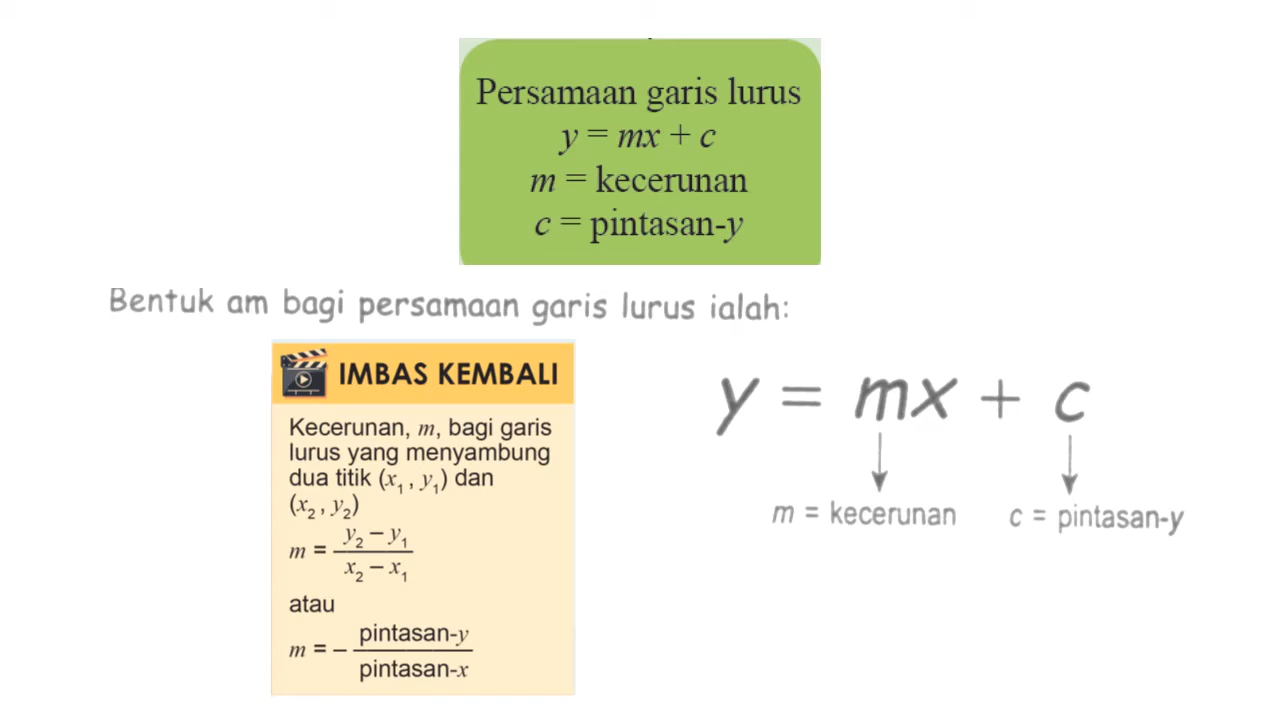 Persamaan garis lurus
y = mx + c
m = kecerunan
c = pintasan-y
Bentuk am bagi persamaan garis lurus ialah:
IMBAS KEMBALI
Kecerunan, m, bagi garis
lurus yang menyambung
dua titik (x₁ , y₁) dan
(x₂ , y₂)
m = (y₂ − y₁) / (x₂ − x₁)
atau
m = − pintasan-y / pintasan-x
y = mx + c
m = kecerunan c = pintasan-y